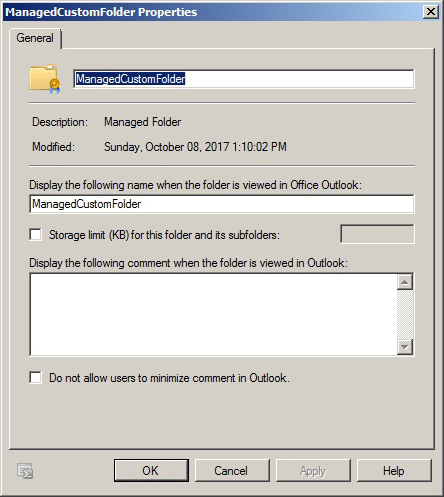 ManagedCustomFolder Properties
General
ManagedCustomFolder
Description: Managed Folder
Modified: Sunday, October 08, 2017 1:10:02 PM
Display the following name when the folder is viewed in Office Outlook:
ManagedCustomFolder
Storage limit (KB) for this folder and its subfolders:
Display the following comment when the folder is viewed in Outlook:
Do not allow users to minimize comment in Outlook.
OK Cancel Apply Help